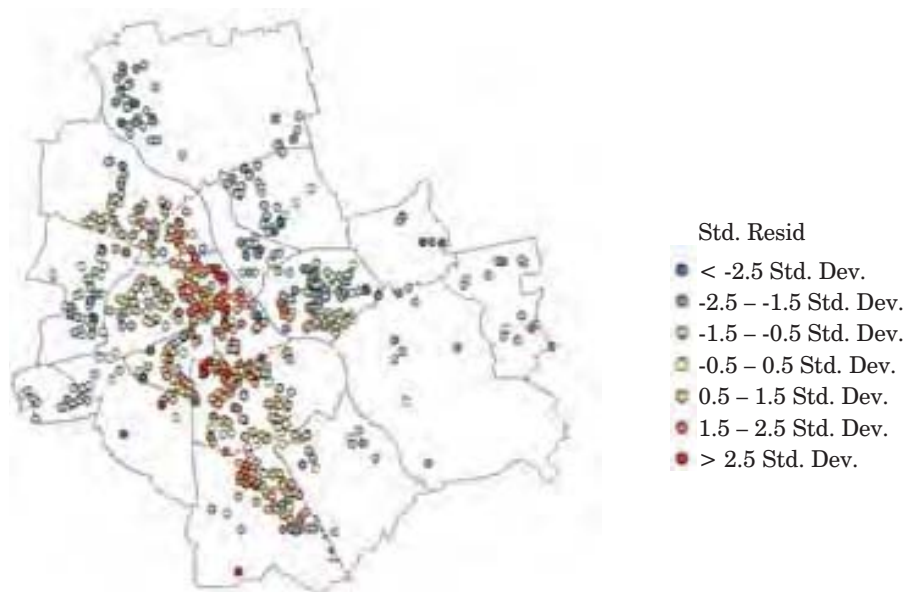 Std. Resid
< -2.5 Std. Dev.
-2.5 – -1.5 Std. Dev.
-1.5 – -0.5 Std. Dev.
-0.5 – 0.5 Std. Dev.
0.5 – 1.5 Std. Dev.
1.5 – 2.5 Std. Dev.
> 2.5 Std. Dev.